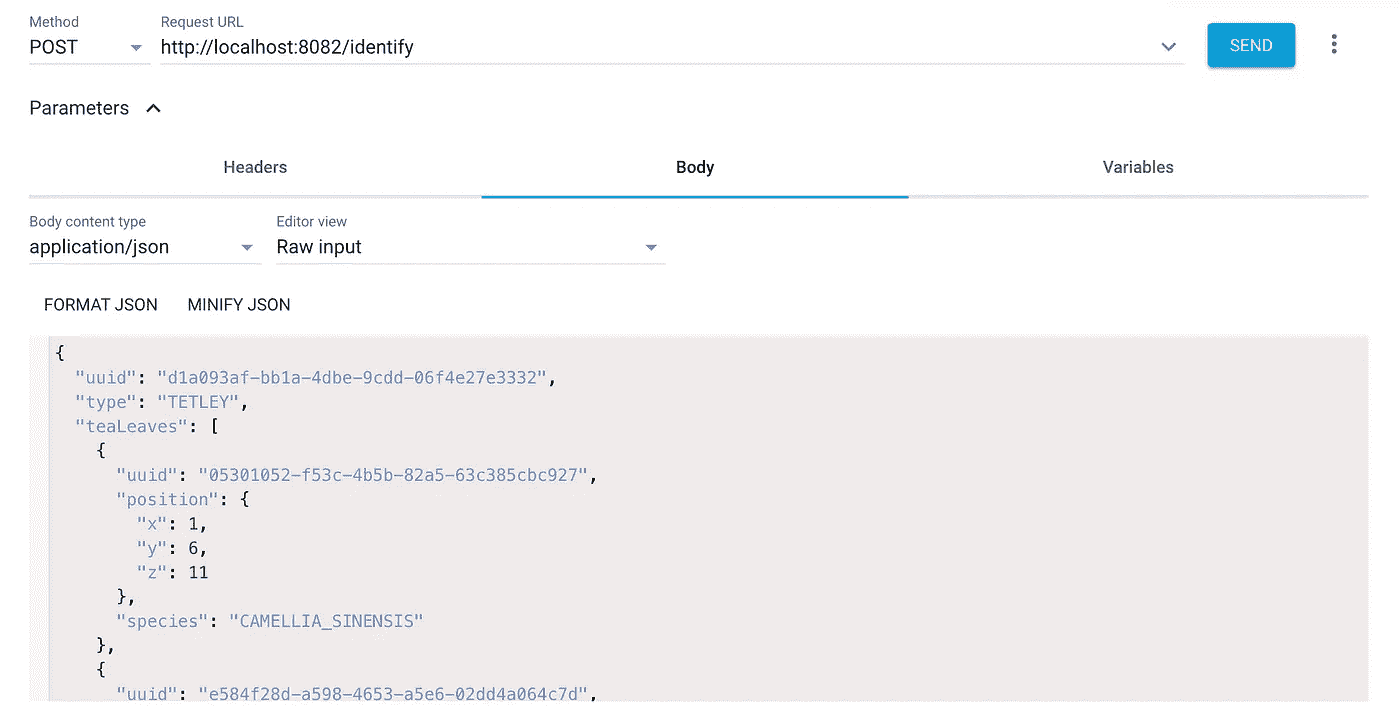 Method Request URL
POST http://localhost:8082/identify SEND
Parameters
Headers Body Variables
Body content type Editor view
application/json Raw input
FORMAT JSON MINIFY JSON
{
"uuid": "d1a093af-bb1a-4dbe-9cdd-06f4e27e3332",
"type": "TETLEY",
"teaLeaves": [
{
"uuid": "05301052-f53c-4b5b-82a5-63c385cbc927",
"position": {
"x": 1,
"y": 6,
"z": 11
},
"species": "CAMELLIA_SINENSIS"
},
{
"uuid": "e584f28d-a598-4653-a5e6-02dd4a064c7d",